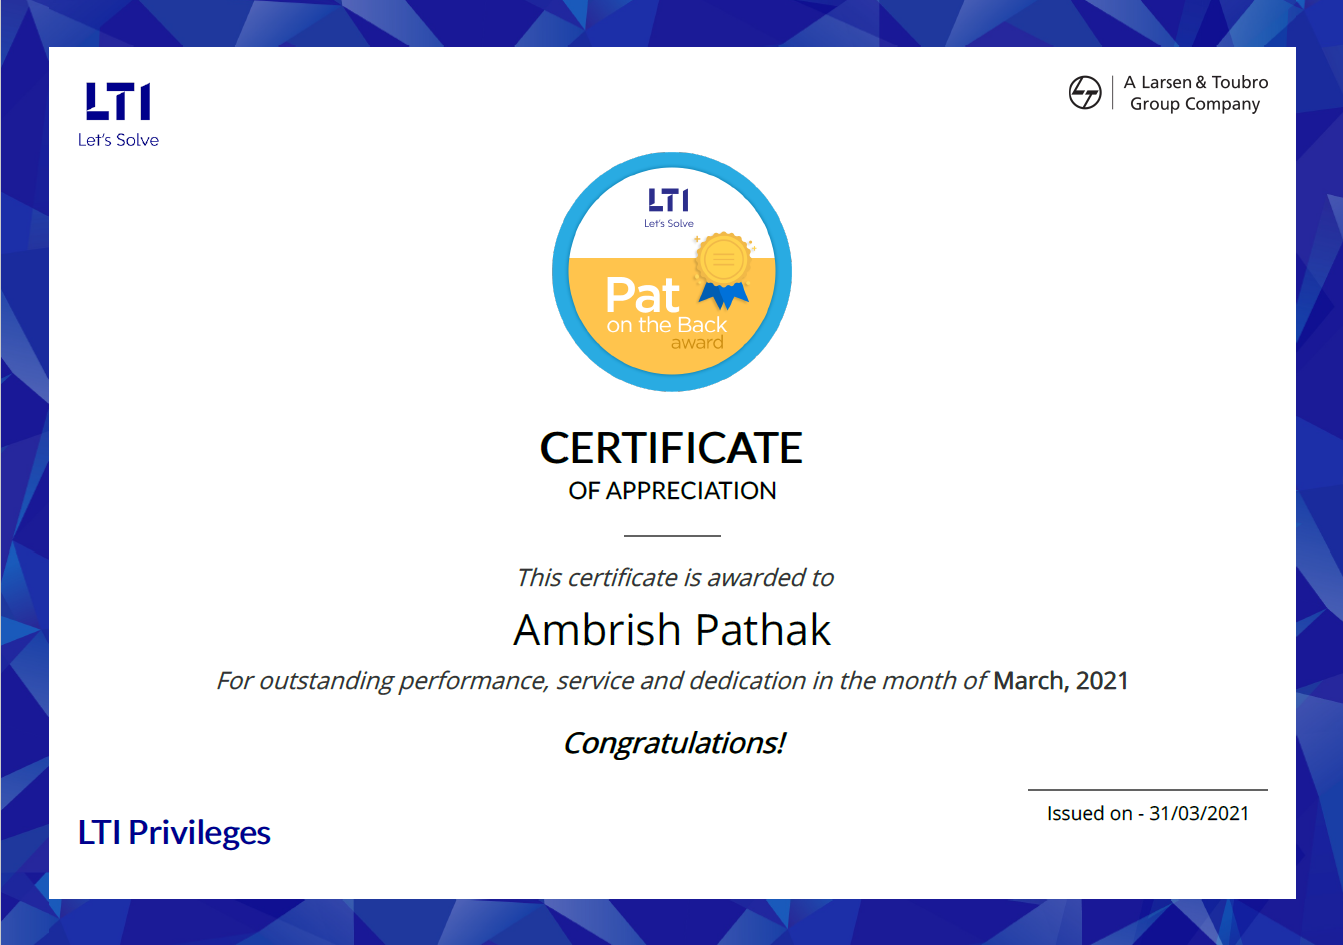 LTI
Let's Solve
A Larsen & Toubro
Group Company
LTI
Let's Solve
Pat
on the Back
award
CERTIFICATE
OF APPRECIATION
This certificate is awarded to
Ambrish Pathak
For outstanding performance, service and dedication in the month of March, 2021
Congratulations!
Issued on - 31/03/2021
LTI Privileges